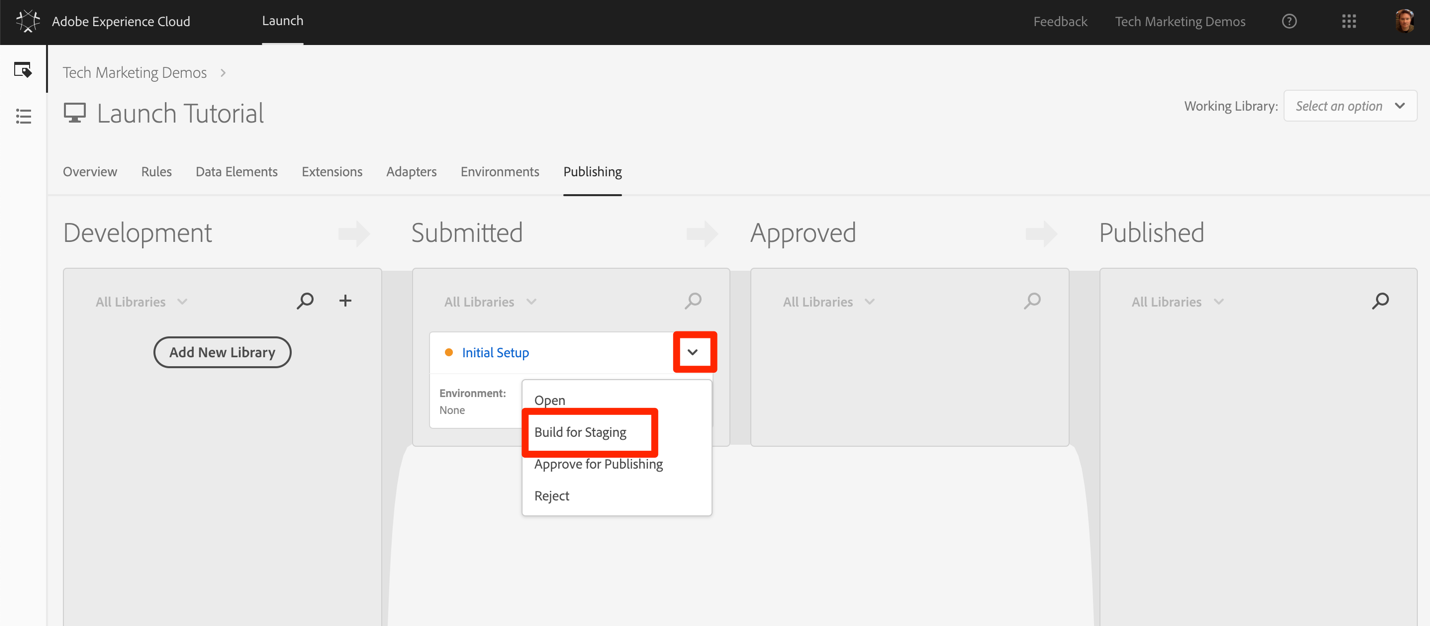 Adobe Experience Cloud
Launch
Feedback
Tech Marketing Demos
Tech Marketing Demos
Launch Tutorial
Working Library:
Select an option
Overview
Rules
Data Elements
Extensions
Adapters
Environments
Publishing
Development
Submitted
Approved
Published
All Libraries
All Libraries
All Libraries
All Libraries
Add New Library
Initial Setup
Environment:
None
Open
Build for Staging
Approve for Publishing
Reject